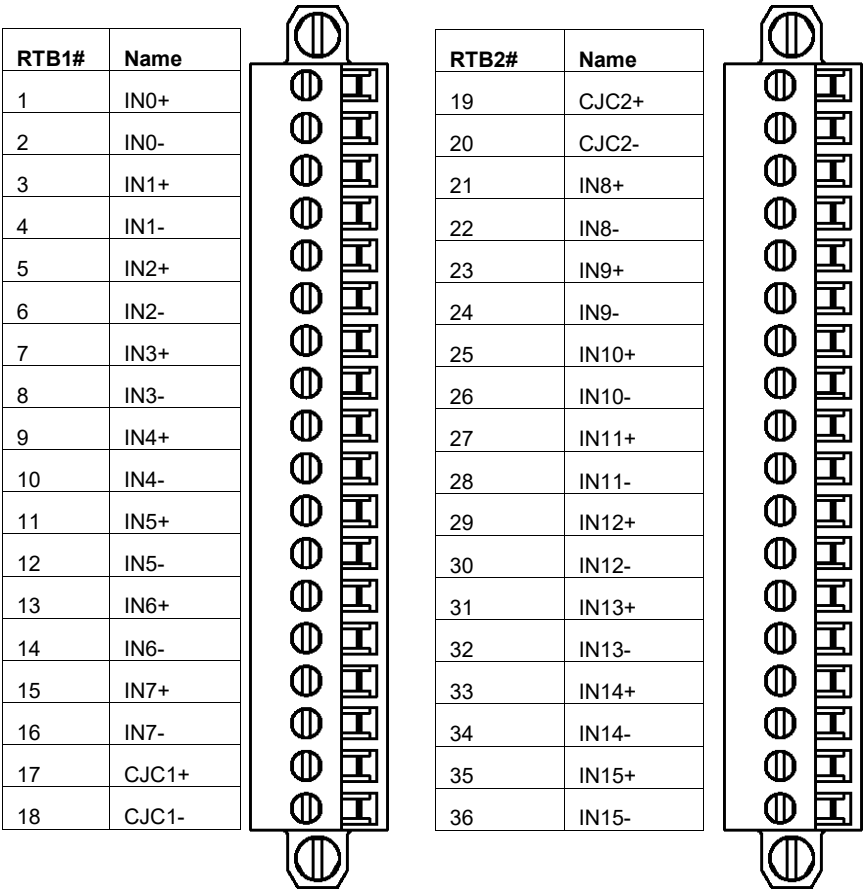 RTB1# Name
1 IN0+
2 IN0-
3 IN1+
4 IN1-
5 IN2+
6 IN2-
7 IN3+
8 IN3-
9 IN4+
10 IN4-
11 IN5+
12 IN5-
13 IN6+
14 IN6-
15 IN7+
16 IN7-
17 CJC1+
18 CJC1-
RTB2# Name
19 CJC2+
20 CJC2-
21 IN8+
22 IN8-
23 IN9+
24 IN9-
25 IN10+
26 IN10-
27 IN11+
28 IN11-
29 IN12+
30 IN12-
31 IN13+
32 IN13-
33 IN14+
34 IN14-
35 IN15+
36 IN15-